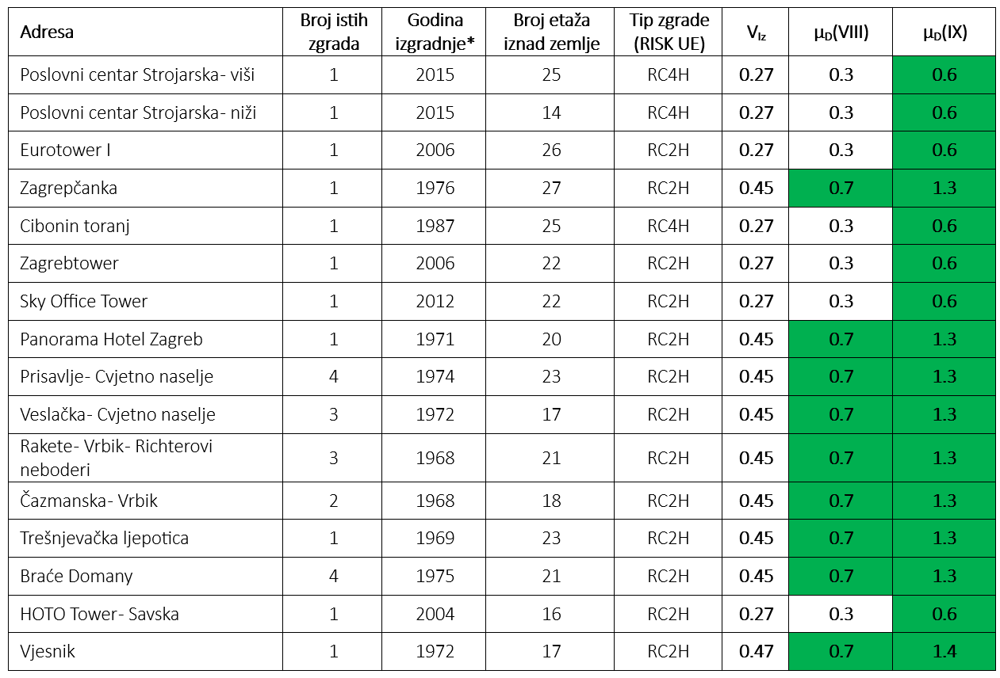 Adresa Broj istih zgrada Godina izgradnje* Broj etaža iznad zemlje Tip zgrade (RISK UE) V_Iz μ_D(VIII) μ_D(IX)
Poslovni centar Strojarska- viši 1 2015 25 RC4H 0.27 0.3 0.6
Poslovni centar Strojarska- niži 1 2015 14 RC4H 0.27 0.3 0.6
Eurotower I 1 2006 26 RC2H 0.27 0.3 0.6
Zagrepčanka 1 1976 27 RC2H 0.45 0.7 1.3
Cibonin toranj 1 1987 25 RC4H 0.27 0.3 0.6
Zagrebtower 1 2006 22 RC2H 0.27 0.3 0.6
Sky Office Tower 1 2012 22 RC2H 0.27 0.3 0.6
Panorama Hotel Zagreb 1 1971 20 RC2H 0.45 0.7 1.3
Prisavlje- Cvjetno naselje 4 1974 23 RC2H 0.45 0.7 1.3
Veslačka- Cvjetno naselje 3 1972 17 RC2H 0.45 0.7 1.3
Rakete- Vrbik- Richterovi neboderi 3 1968 21 RC2H 0.45 0.7 1.3
Čazmanska- Vrbik 2 1968 18 RC2H 0.45 0.7 1.3
Trešnjevačka ljepotica 1 1969 23 RC2H 0.45 0.7 1.3
Braće Domany 4 1975 21 RC2H 0.45 0.7 1.3
HOTO Tower- Savska 1 2004 16 RC2H 0.27 0.3 0.6
Vjesnik 1 1972 17 RC2H 0.47 0.7 1.4